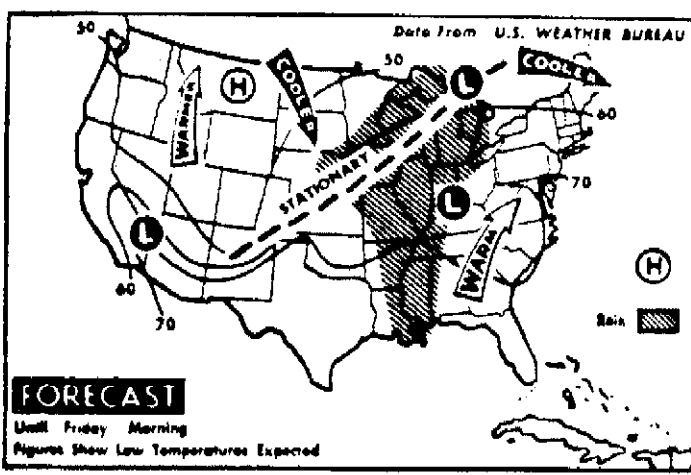 Data From U.S. WEATHER BUREAU
50
50
COOLER
COOLER
H
L
WARMER
60
STATIONARY
70
L
L
WARM
H
60
70
Rain
FORECAST
Until Friday Morning
Figures Show Low Temperatures Expected